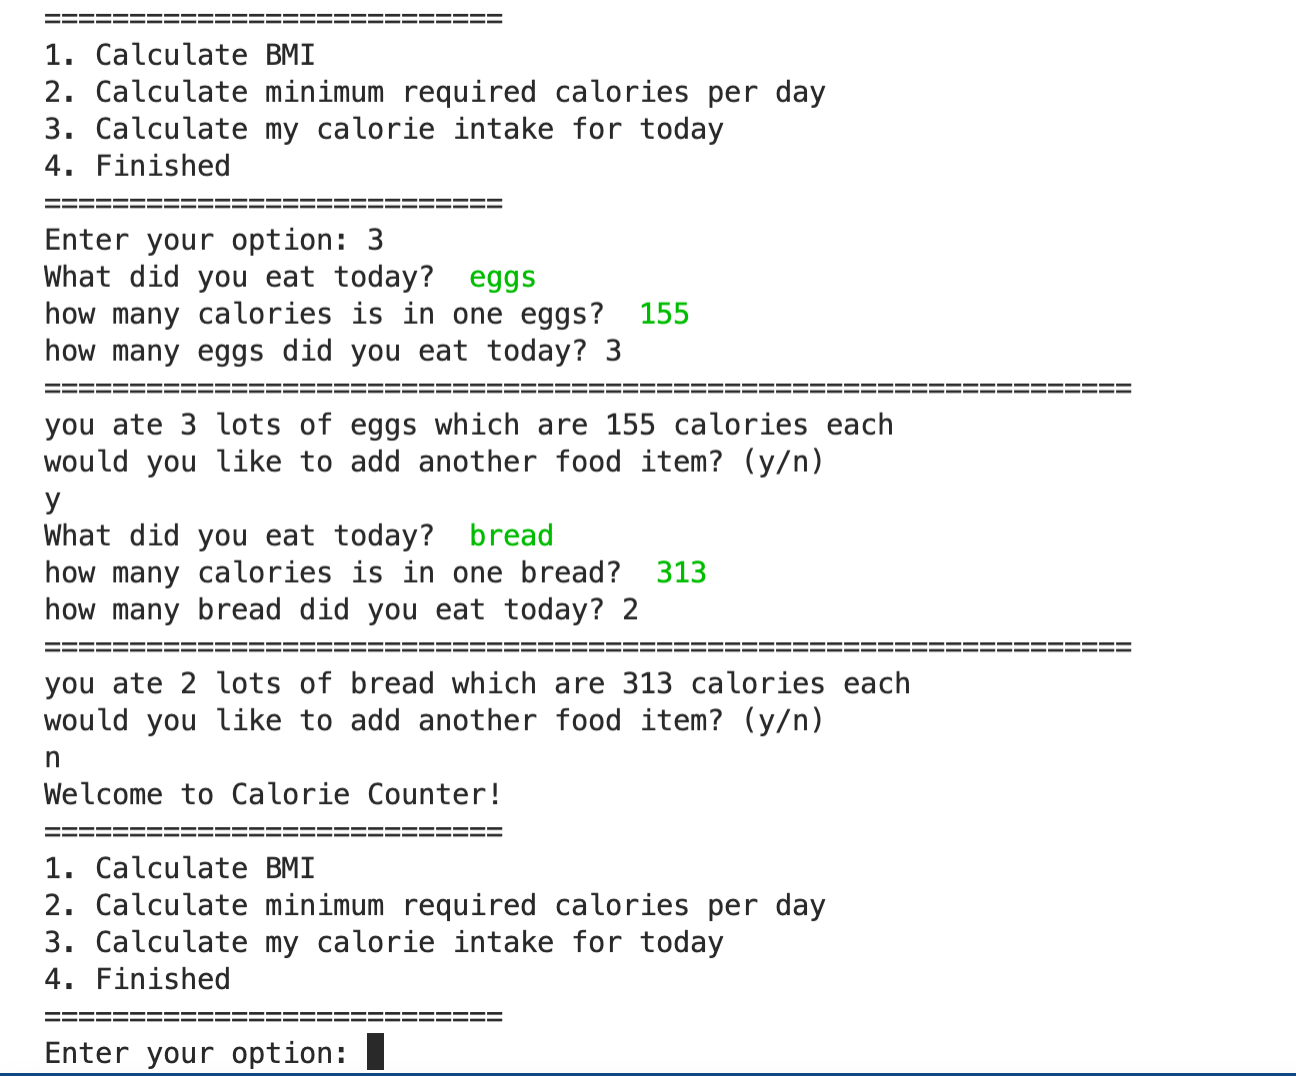 ===========================
1. Calculate BMI
2. Calculate minimum required calories per day
3. Calculate my calorie intake for today
4. Finished
===========================
Enter your option: 3
What did you eat today?  eggs
how many calories is in one eggs?  155
how many eggs did you eat today? 3
================================================================
you ate 3 lots of eggs which are 155 calories each
would you like to add another food item? (y/n)
y
What did you eat today?  bread
how many calories is in one bread?  313
how many bread did you eat today? 2
================================================================
you ate 2 lots of bread which are 313 calories each
would you like to add another food item? (y/n)
n
Welcome to Calorie Counter!
===========================
1. Calculate BMI
2. Calculate minimum required calories per day
3. Calculate my calorie intake for today
4. Finished
===========================
Enter your option: